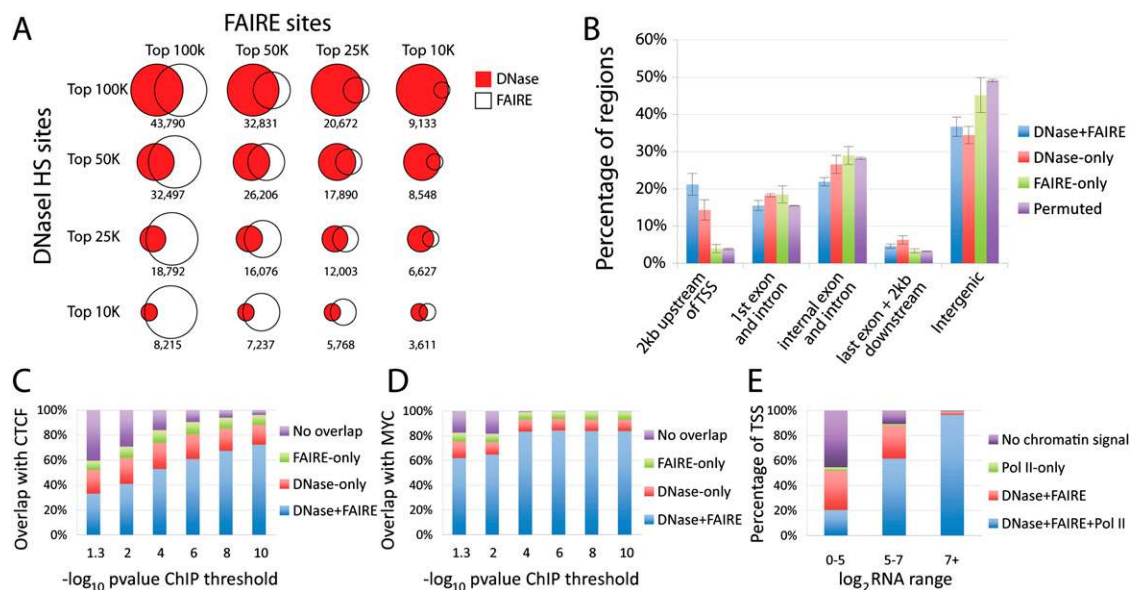 A
FAIRE sites
Top 100k Top 50K Top 25K Top 10K
DNaseI HS sites
Top 100K
43,790 32,831 20,672 9,133
Top 50K
32,497 26,206 17,890 8,548
Top 25K
18,792 16,076 12,003 6,627
Top 10K
8,215 7,237 5,768 3,611
DNase
FAIRE
B
Percentage of regions
60%
50%
40%
30%
20%
10%
0%
2kb upstream
of TSS
1st exon
and intron
internal exon
and intron
last exon + 2kb
downstream
Intergenic
DNase+FAIRE
DNase-only
FAIRE-only
Permuted
C
Overlap with CTCF
100%
80%
60%
40%
20%
0%
1.3 2 4 6 8 10
-log10 pvalue ChIP threshold
No overlap
FAIRE-only
DNase-only
DNase+FAIRE
D
Overlap with MYC
100%
80%
60%
40%
20%
0%
1.3 2 4 6 8 10
-log10 pvalue ChIP threshold
No overlap
FAIRE-only
DNase-only
DNase+FAIRE
E
Percentage of TSS
100%
80%
60%
40%
20%
0%
0-5 5-7 7+
log2RNA range
No chromatin signal
Pol II-only
DNase+FAIRE
DNase+FAIRE+Pol II